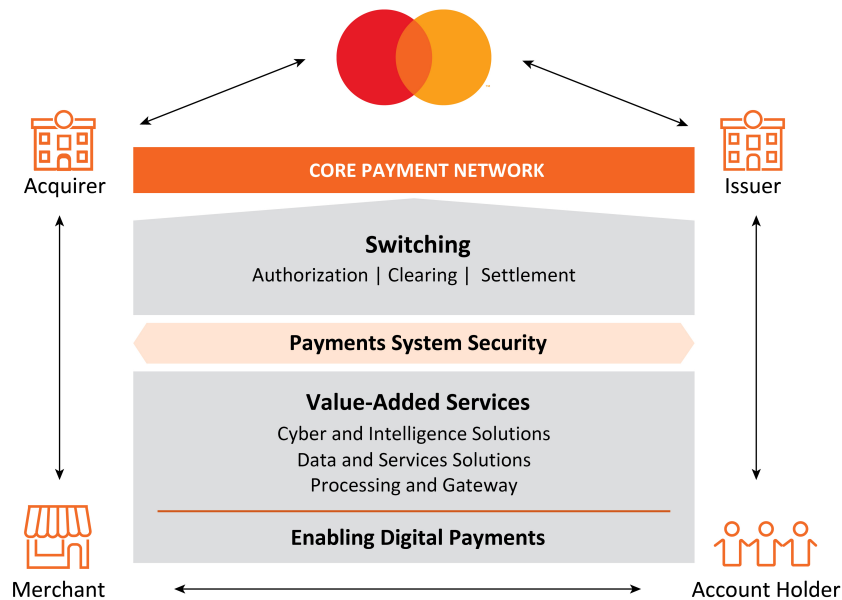 CORE PAYMENT NETWORK
Acquirer
Issuer
Switching
Authorization | Clearing | Settlement
Payments System Security
Value-Added Services
Cyber and Intelligence Solutions
Data and Services Solutions
Processing and Gateway
Enabling Digital Payments
Merchant
Account Holder